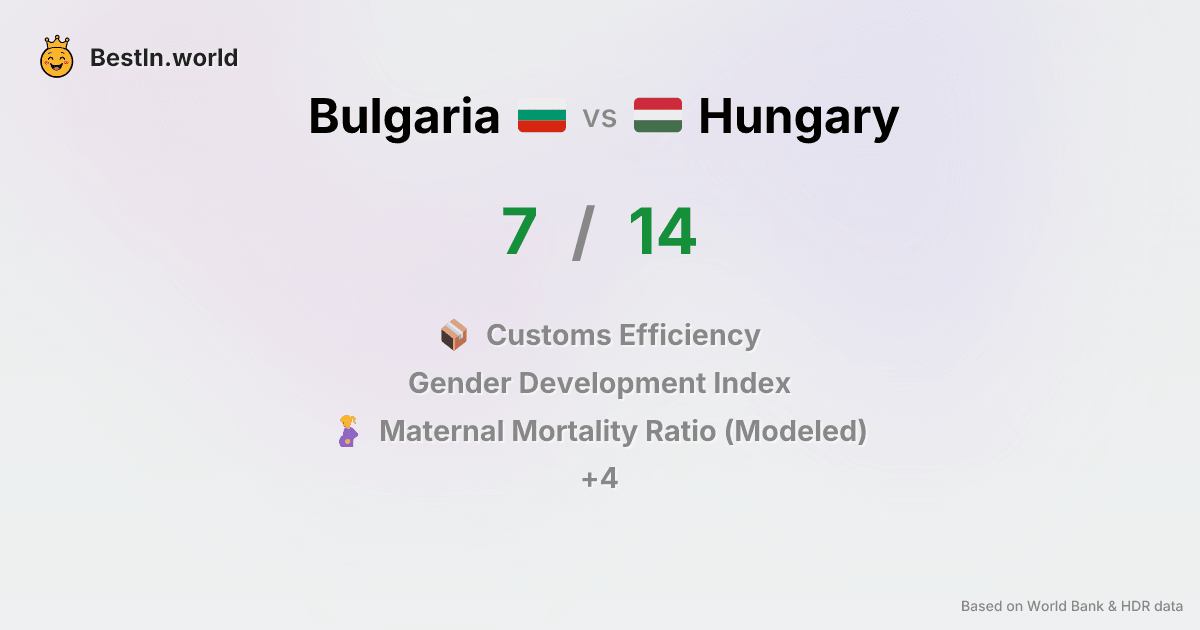 BestIn.world
Bulgaria vs Hungary
7 / 14
Customs Efficiency
Gender Development Index
Maternal Mortality Ratio (Modeled)
+4
Based on World Bank & HDR data